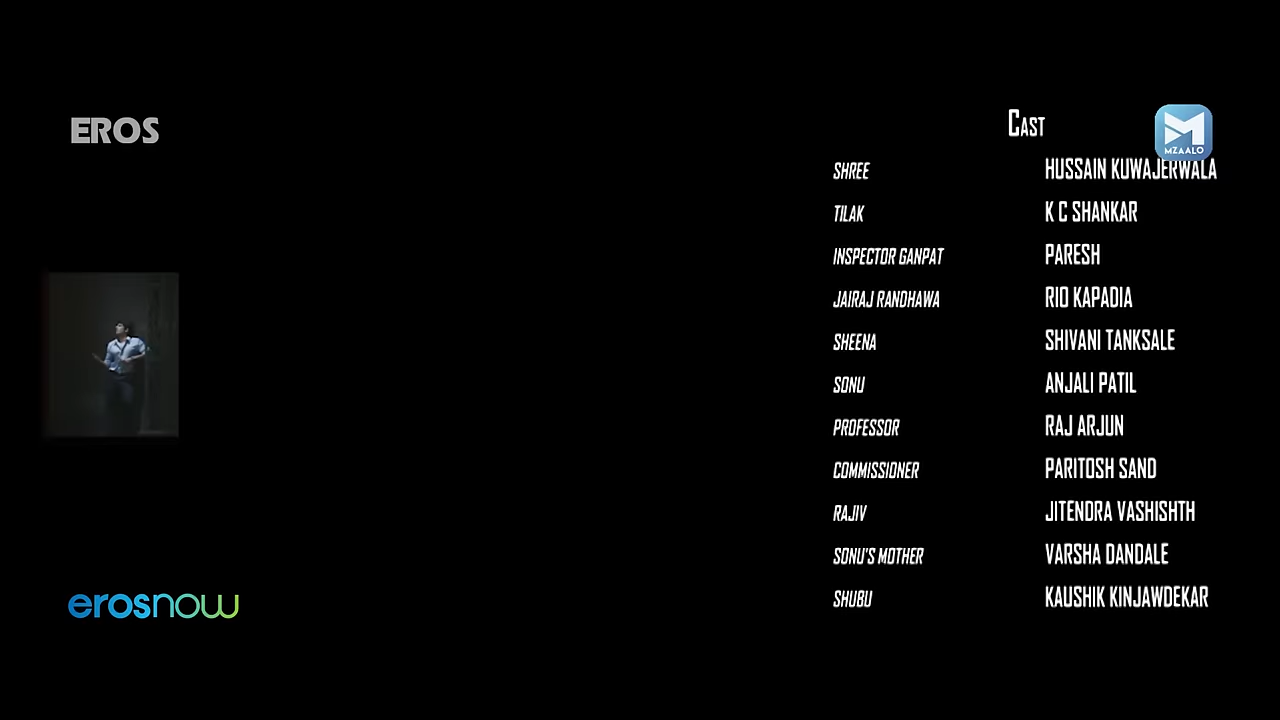 EROS
CAST
MZAALO
SHREE HUSSAIN KUWAJERWALA
TILAK K C SHANKAR
INSPECTOR GANPAT PARESH
JAIRAJ RANDHAWA RIO KAPADIA
SHEENA SHIVANI TANKSALE
SONU ANJALI PATIL
PROFESSOR RAJ ARJUN
COMMISSIONER PARITOSH SAND
RAJIV JITENDRA VASHISHTH
SONU'S MOTHER VARSHA DANDALE
SHUBU KAUSHIK KINJAWDEKAR
erosnow